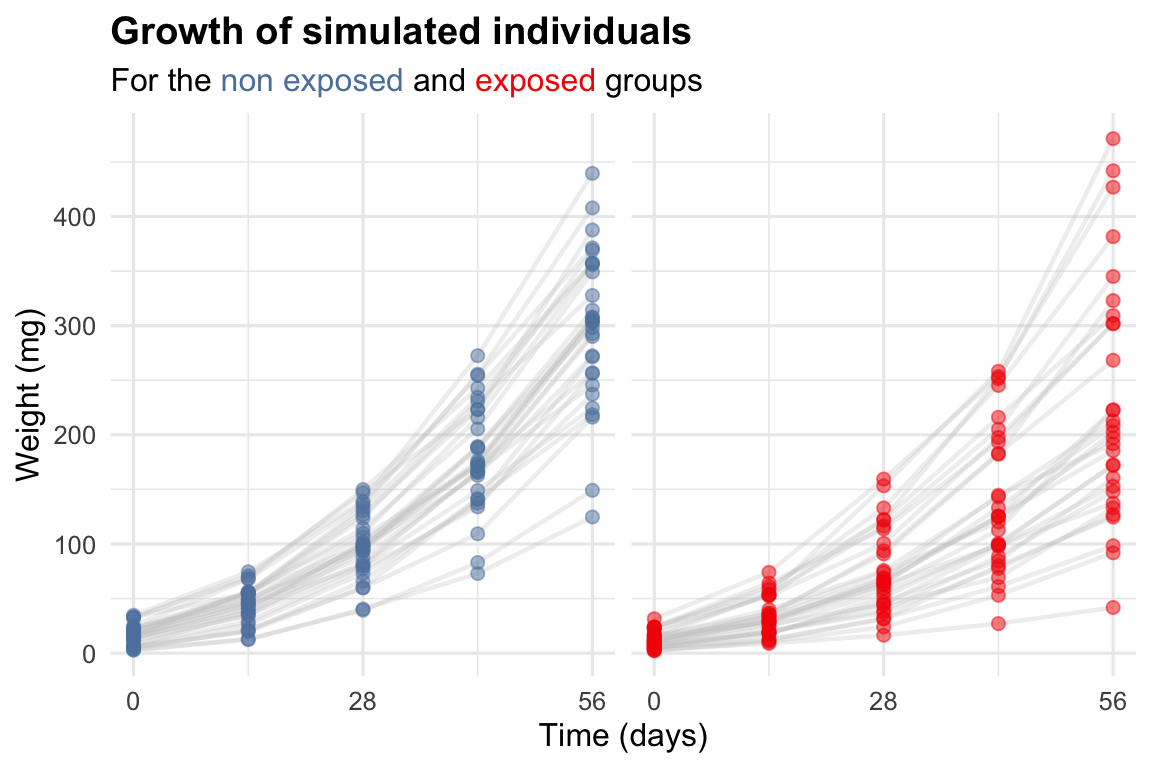 Growth of simulated individuals
For the non exposed and exposed groups
Weight (mg)
400
300
200
100
0
0 28 56 0 28 56
Time (days)